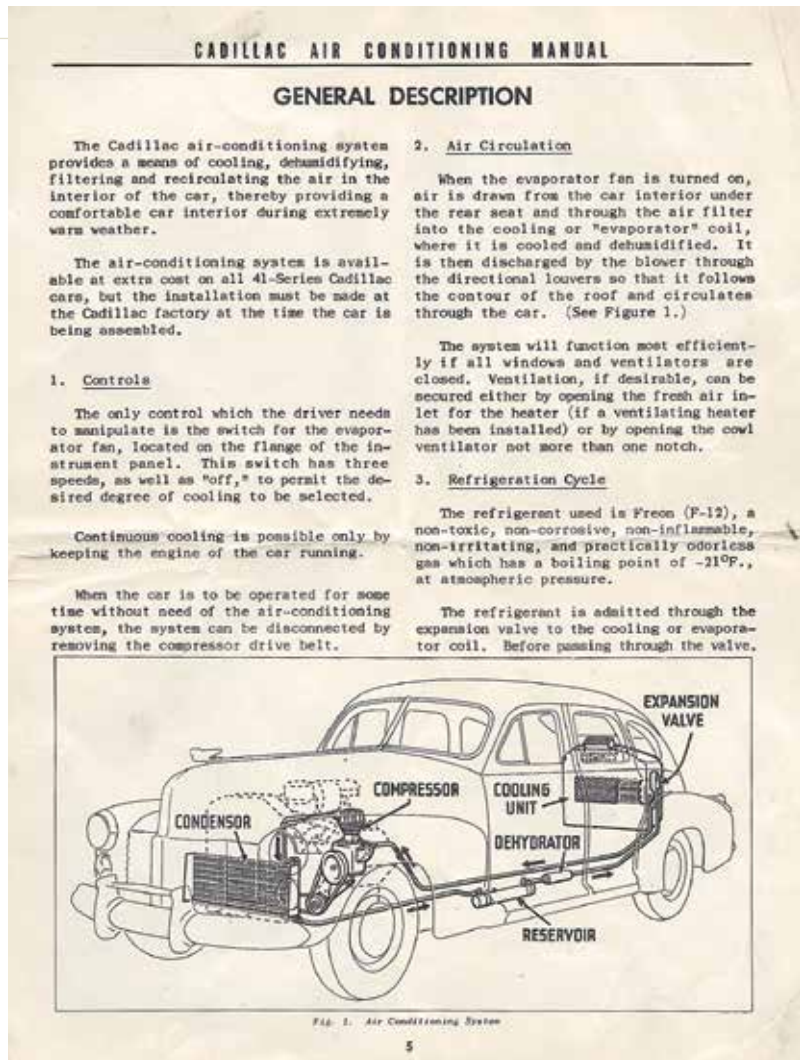 CADILLAC AIR CONDITIONING MANUAL
GENERAL DESCRIPTION
The Cadillac air-conditioning system
provides a means of cooling, dehumidifying,
filtering and recirculating the air in the
interior of the car, thereby providing a
comfortable car interior during extremely
warm weather.
The air-conditioning system is avail-
able at extra cost on all 41-Series Cadillac
cars, but the installation must be made at
the Cadillac factory at the time the car is
being assembled.
1. Controls
The only control which the driver needs
to manipulate is the switch for the evapor-
ator fan, located on the flange of the in-
strument panel. This switch has three
speeds, as well as "off," to permit the de-
sired degree of cooling to be selected.
Continuous cooling is possible only by
keeping the engine of the car running.
When the car is to be operated for some
time without need of the air-conditioning
system, the system can be disconnected by
removing the compressor drive belt.
2. Air Circulation
When the evaporator fan is turned on,
air is drawn from the car interior under
the rear seat and through the air filter
into the cooling or "evaporator" coil,
where it is cooled and dehumidified. It
is then discharged by the blower through
the directional louvers so that it follows
the contour of the roof and circulates
through the car. (See Figure 1.)
The system will function most efficient-
ly if all windows and ventilators are
closed. Ventilation, if desirable, can be
secured either by opening the fresh air in-
let for the heater (if a ventilating heater
has been installed) or by opening the cowl
ventilator not more than one notch.
3. Refrigeration Cycle
The refrigerant used is Freon (F-12), a
non-toxic, non-corrosive, non-inflammable,
non-irritating, and practically odorless
gas which has a boiling point of -21°F.,
at atmospheric pressure.
The refrigerant is admitted through the
expansion valve to the cooling or evapora-
tor coil. Before passing through the valve,
EXPANSION
VALVE
COMPRESSOR
COOLING
UNIT
CONDENSOR
DEHYDRATOR
RESERVOIR
Fig. 1. Air Conditioning System
5